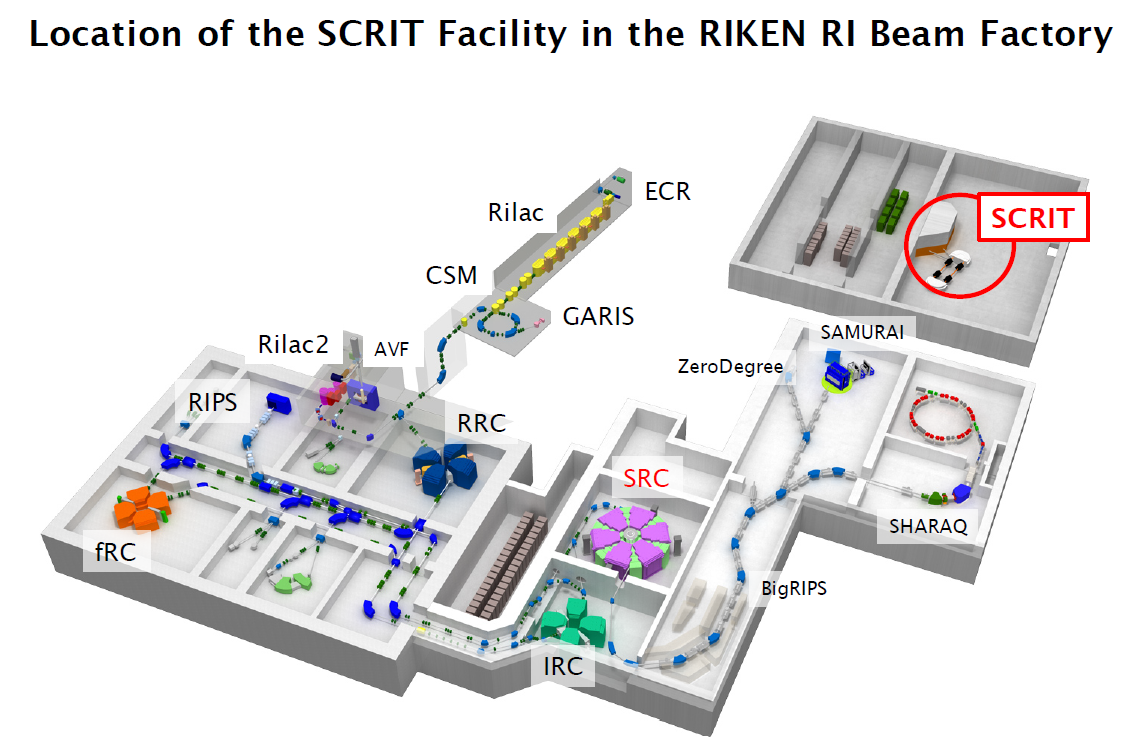 Location of the SCRIT Facility in the RIKEN RI Beam Factory
ECR
Rilac
SCRIT
CSM
GARIS
SAMURAI
Rilac2
AVF
ZeroDegree
RIPS
RRC
SRC
SHARAQ
fRC
BigRIPS
IRC